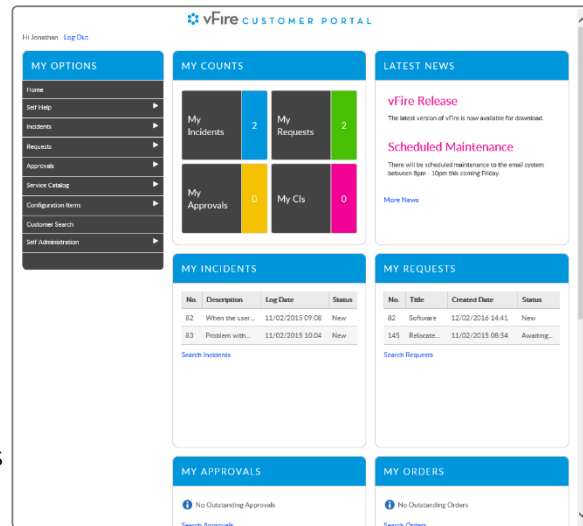 vFire CUSTOMER PORTAL
Hi Jonathan Log Out
MY OPTIONS
Home
Self Help
Incidents
Requests
Approvals
Service Catalog
Configuration Items
Customer Search
Self Administration
MY COUNTS
My Incidents 2
My Requests 2
My Approvals 0
My CIs 0
LATEST NEWS
vFire Release
The latest version of vFire is now available for download.
Scheduled Maintenance
There will be scheduled maintenance to the email system
between 8pm - 10pm this coming Friday.
More News
MY INCIDENTS
No. Description Log Date Status
82 When the user... 11/02/2015 09:08 New
83 Problem with... 11/02/2015 10:04 New
Search Incidents
MY REQUESTS
No. Title Created Date Status
82 Software 12/02/2016 14:41 New
145 Relocate... 11/02/2015 08:54 Awaiting...
Search Requests
s
MY APPROVALS
No Outstanding Approvals
Search Approvals
MY ORDERS
No Outstanding Orders
Search Orders